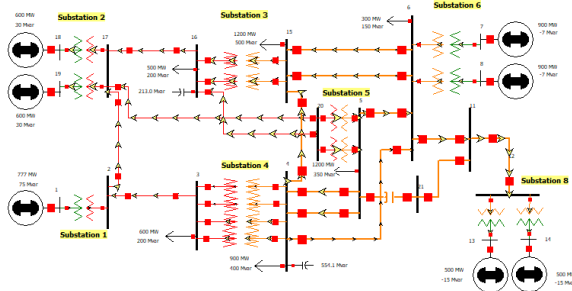 Substation 6
Substation 3
Substation 2
600 MW
30 Mvar
18
17
16
1200 MW
500 Mvar
15
300 MW
150 Mvar
6
7
900 MW
-7 Mvar
500 MW
200 Mvar
19
8
900 MW
-7 Mvar
213.0 Mvar
Substation 5
600 MW
30 Mvar
20
5
11
1200 MW
350 Mvar
12
Substation 4
2
3
4
777 MW
75 Mvar
1
21
Substation 8
Substation 1
600 MW
200 Mvar
13
14
900 MW
400 Mvar
554.1 Mvar
500 MW
-15 Mvar
500 M
-15 Mv